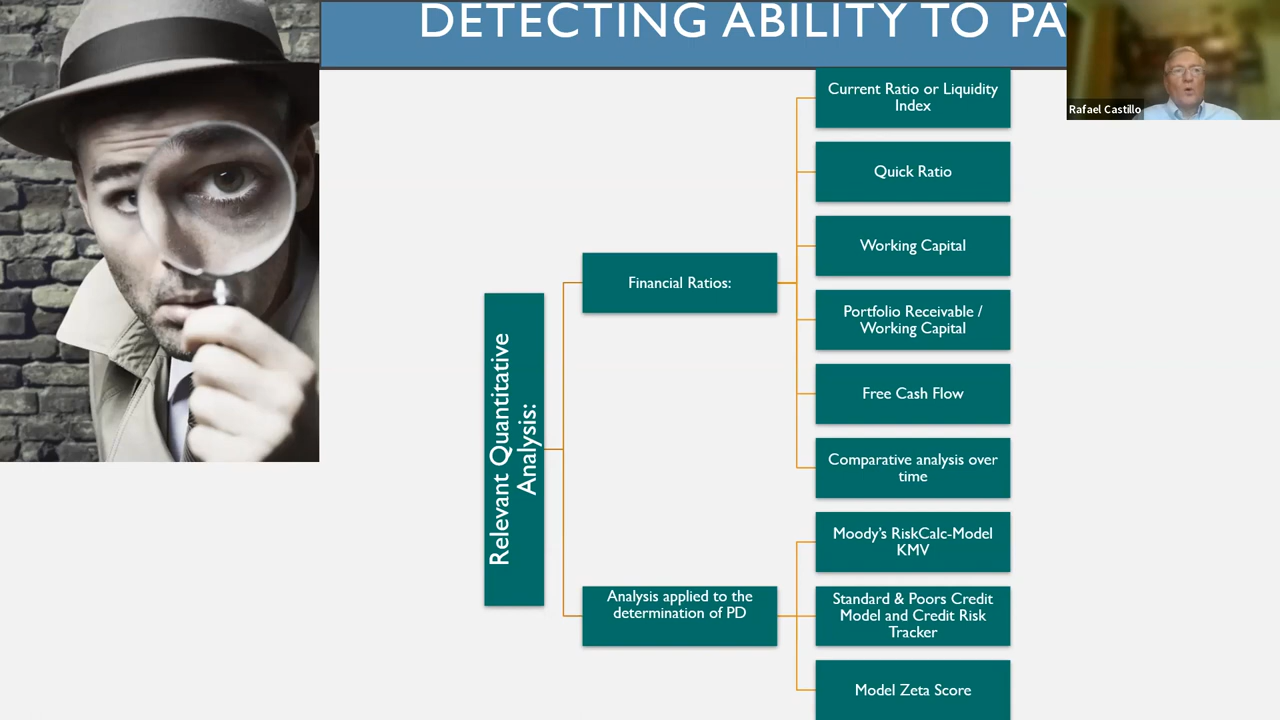 DETECTING ABILITY TO PA
Rafael Castillo
Relevant Quantitative
Analysis:
Financial Ratios:
Current Ratio or Liquidity
Index
Quick Ratio
Working Capital
Portfolio Receivable /
Working Capital
Free Cash Flow
Comparative analysis over
time
Analysis applied to the
determination of PD
Moody's RiskCalc-Model
KMV
Standard & Poors Credit
Model and Credit Risk
Tracker
Model Zeta Score